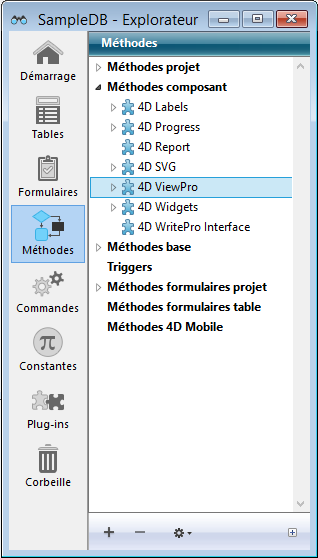 SampleDB - Explorateur
Démarrage
Tables
Formulaires
Méthodes
Commandes
Constantes
Plug-ins
Corbeille
Méthodes
Méthodes projet
Méthodes composant
4D Labels
4D Progress
4D Report
4D SVG
4D ViewPro
4D Widgets
4D WritePro Interface
Méthodes base
Triggers
Méthodes formulaires projet
Méthodes formulaires table
Méthodes 4D Mobile